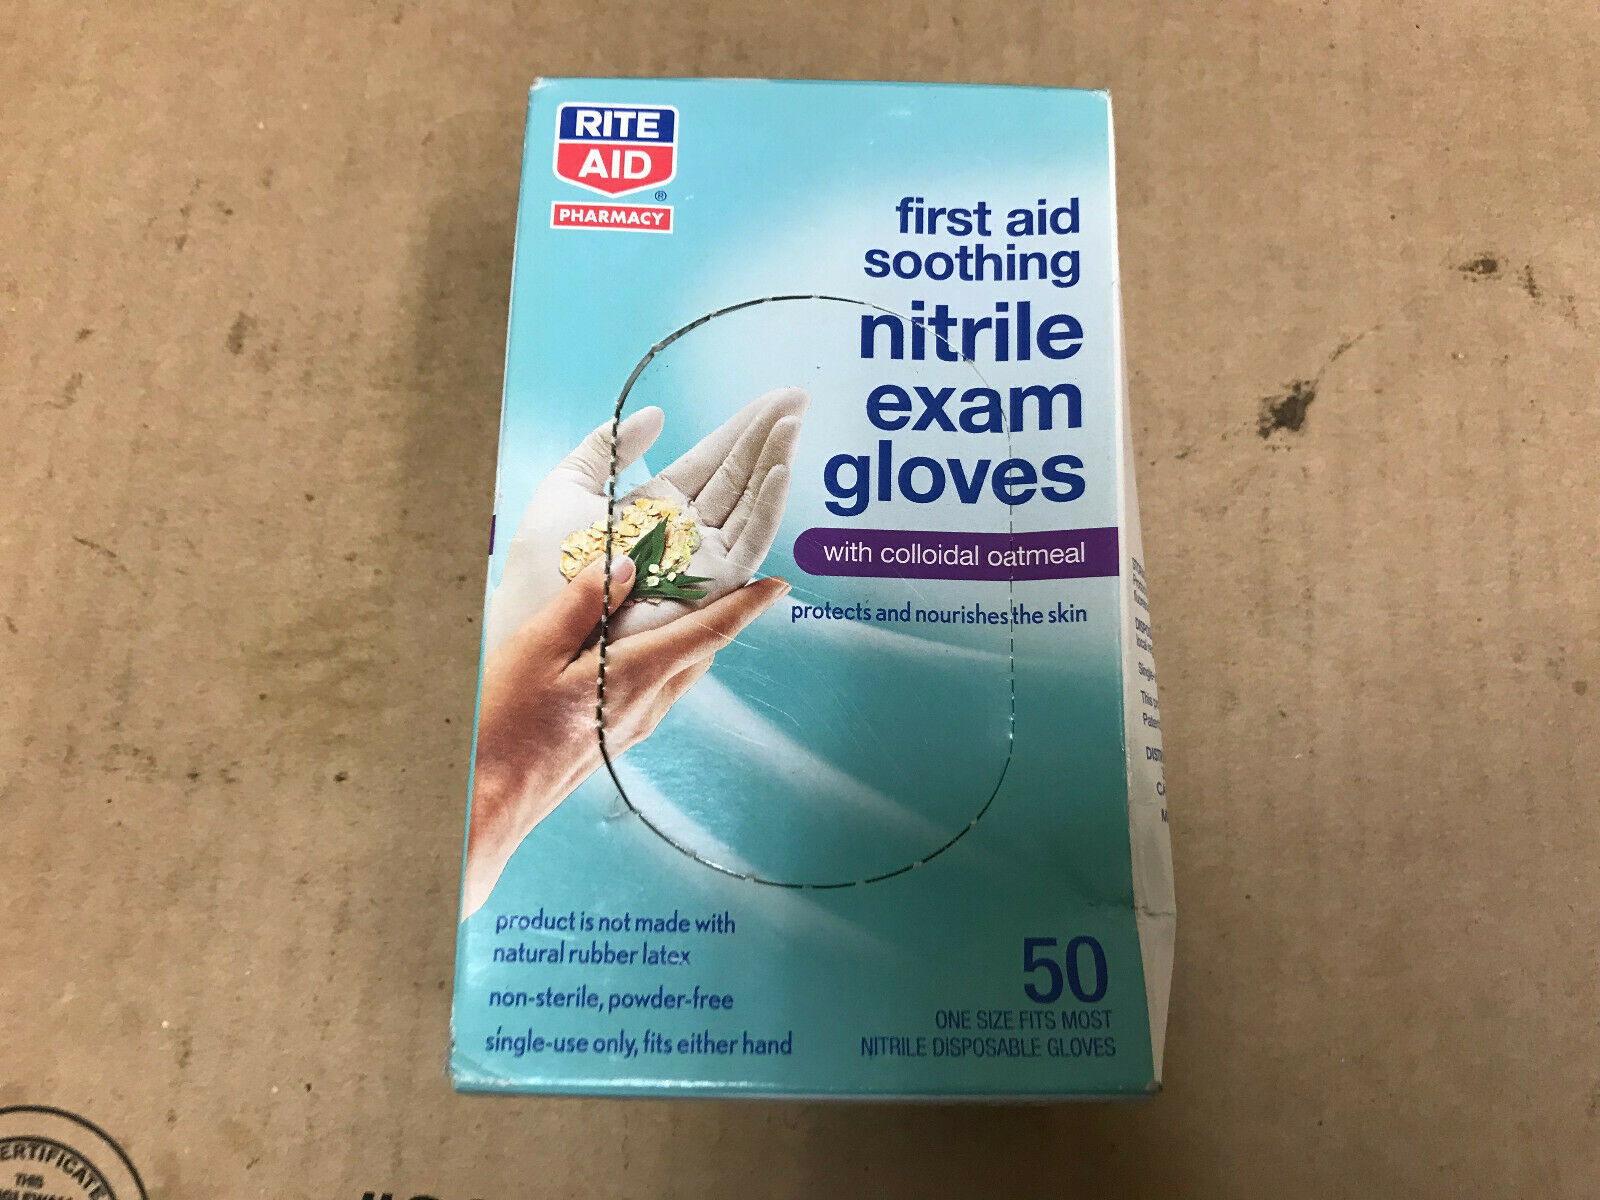 RITE
AID
®
PHARMACY
first aid
soothing
nitrile
exam
gloves
with colloidal oatmeal
protects and nourishes the skin
product is not made with
natural rubber latex
non-sterile, powder-free
single-use only, fits either hand
50
ONE SIZE FITS MOST
NITRILE DISPOSABLE GLOVES
THIS